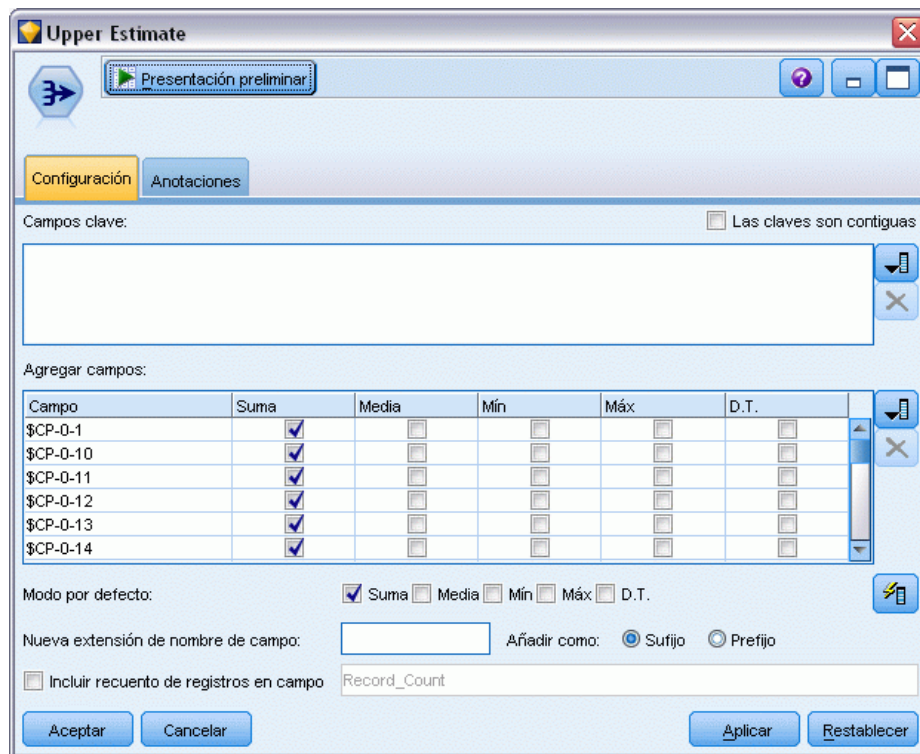 Upper Estimate
Presentación preliminar
?
Configuración
Anotaciones
Campos clave:
Las claves son contiguas
Agregar campos:
Campo Suma Media Mín Máx D.T.
$CP-0-1
$CP-0-10
$CP-0-11
$CP-0-12
$CP-0-13
$CP-0-14
Modo por defecto: Suma Media Mín Máx D.T.
Nueva extensión de nombre de campo: Añadir como: Sufijo Prefijo
Incluir recuento de registros en campo Record_Count
Aceptar Cancelar Aplicar Restablecer